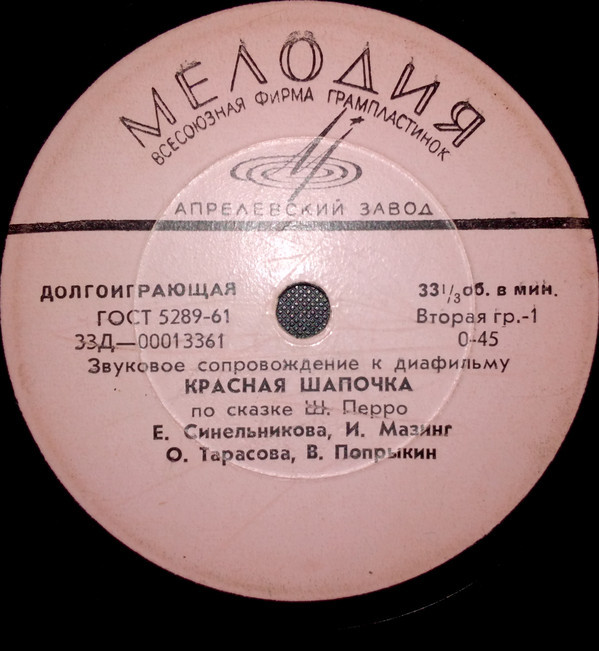 МЕЛОДИЯ
ВСЕСОЮЗНАЯ ФИРМА ГРАМПЛАСТИНОК
АПРЕЛЕВСКИЙ ЗАВОД
ДОЛГОИГРАЮЩАЯ
33 1/3 об. в мин.
ГОСТ 5289-61
Вторая гр.-1
33Д—00013361
0-45
Звуковое сопровождение к диафильму
КРАСНАЯ ШАПОЧКА
по сказке Ш. Перро
Е. Синельникова, И. Мазинг
О. Тарасова, В. Попрыкин